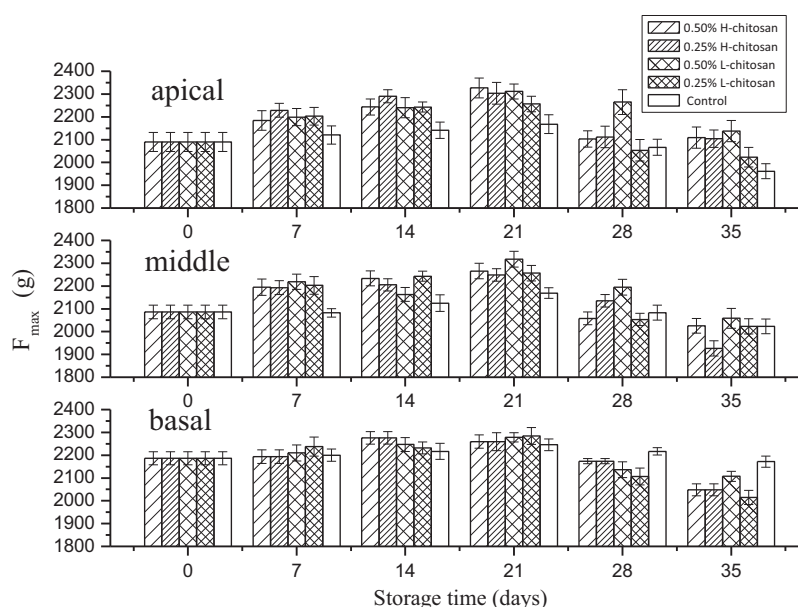 0.50% H-chitosan
0.25% H-chitosan
0.50% L-chitosan
0.25% L-chitosan
Control
apical
2400
2300
2200
2100
2000
1900
1800
0 7 14 21 28 35
middle
2400
2300
2200
2100
2000
1900
1800
0 7 14 21 28 35
basal
2400
2300
2200
2100
2000
1900
1800
0 7 14 21 28 35
F max (g)
Storage time (days)